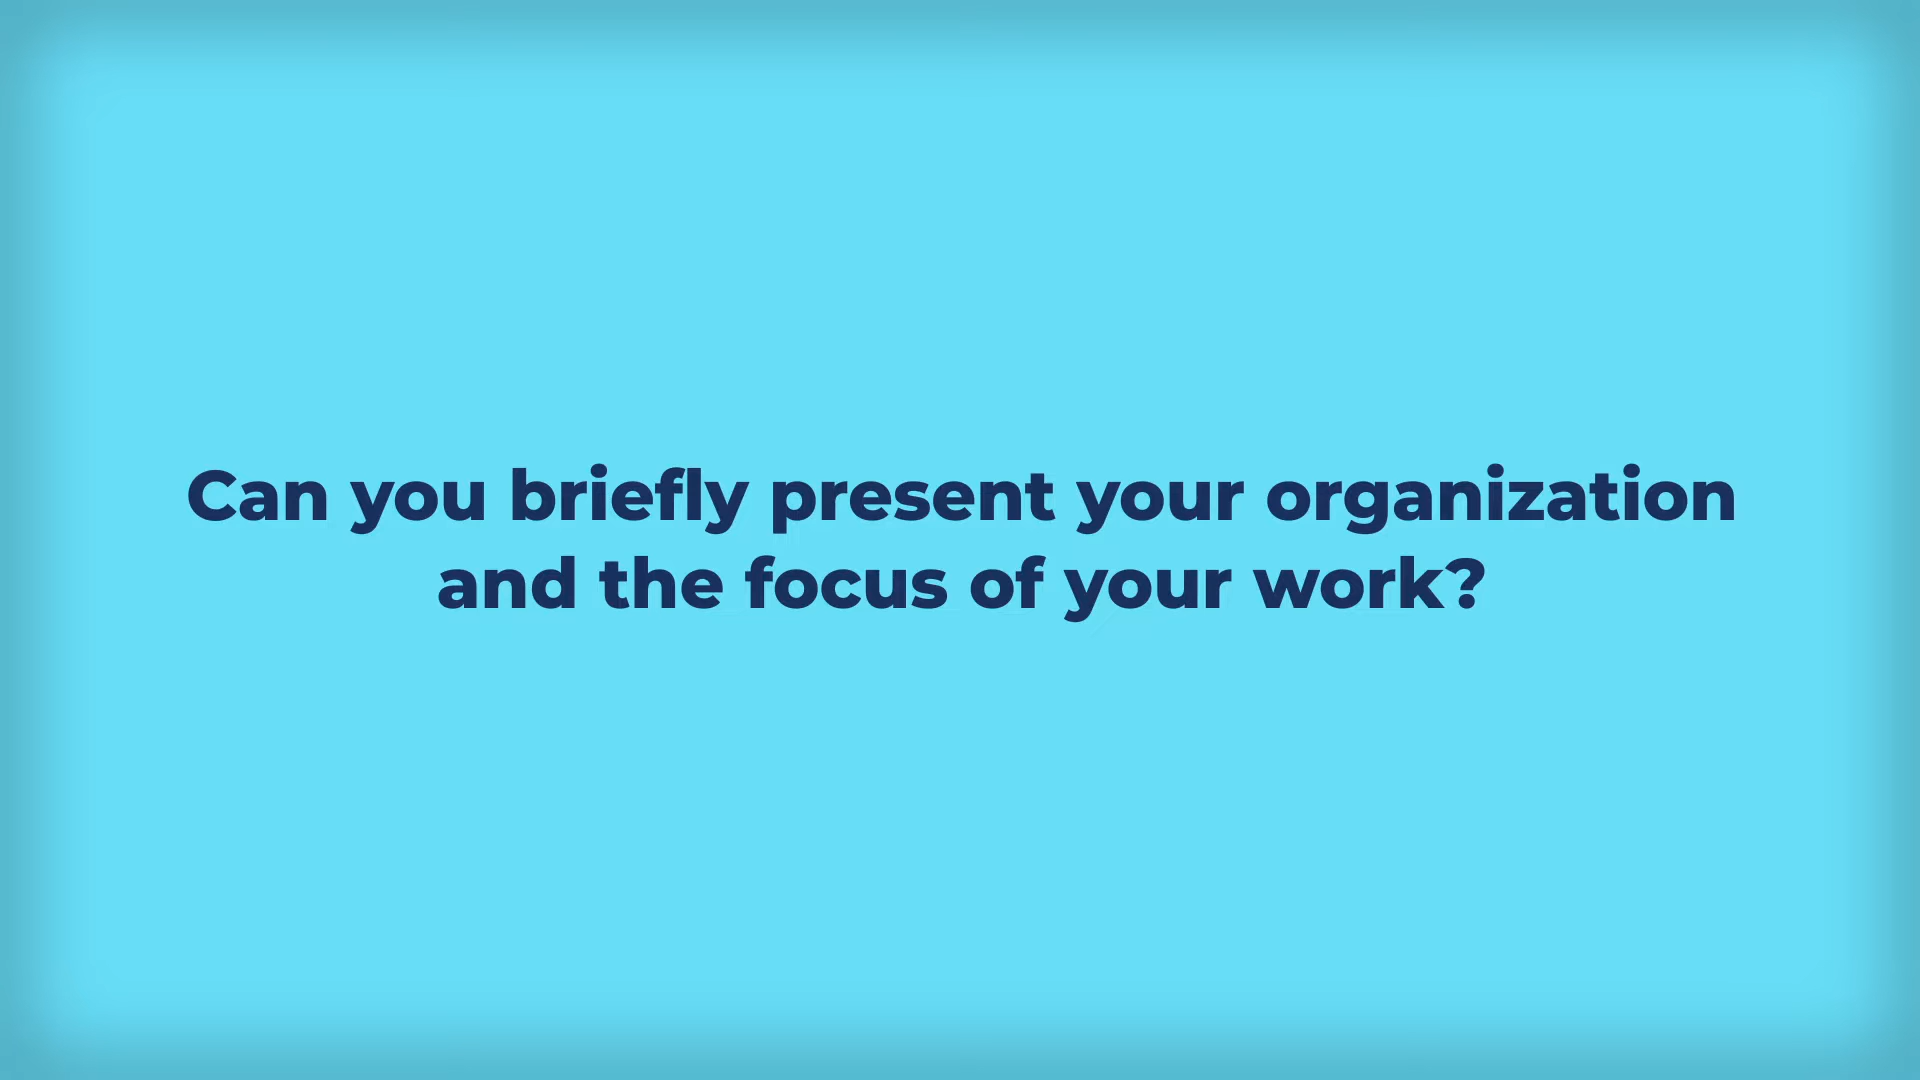 Can you briefly present your organization
and the focus of your work?